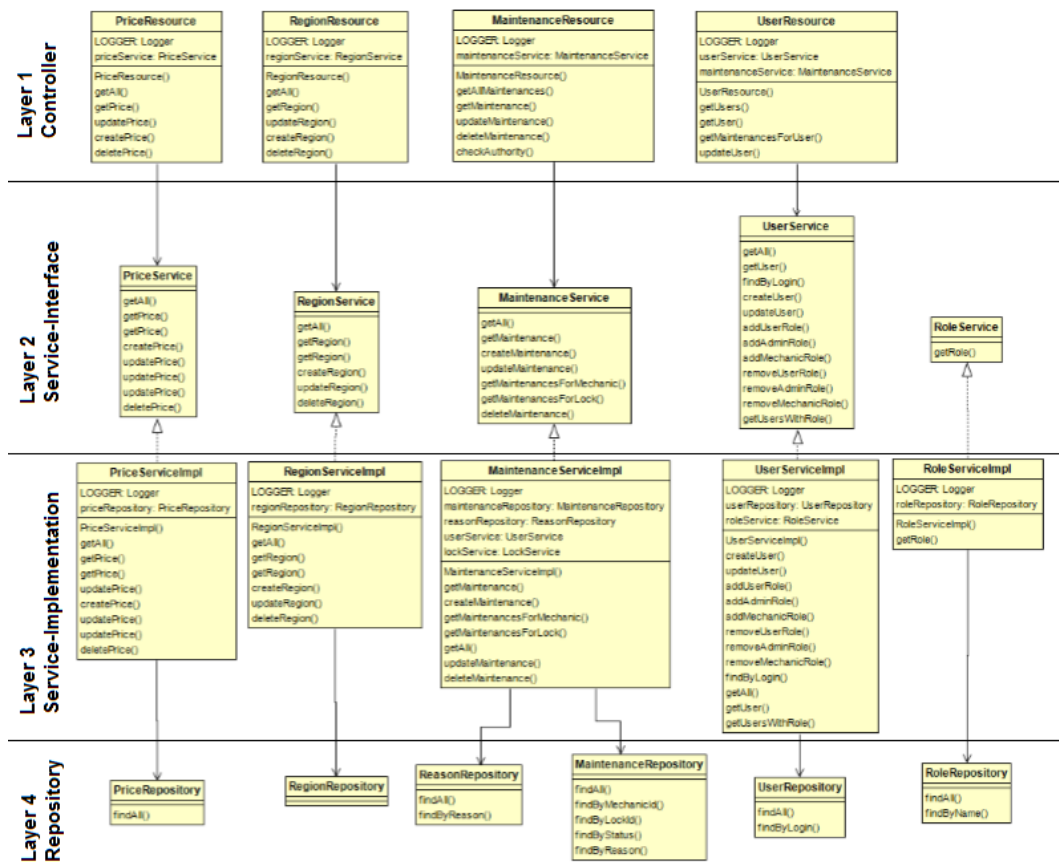 Layer 1
Controller
PriceResource
LOGGER: Logger
priceService: PriceService
PriceResource()
getAll()
getPrice()
updatePrice()
createPrice()
deletePrice()
RegionResource
LOGGER: Logger
regionService: RegionService
RegionResource()
getAll()
getRegion()
updateRegion()
createRegion()
deleteRegion()
MaintenanceResource
LOGGER: Logger
maintenanceService: MaintenanceService
MaintenanceResource()
getAllMaintenances()
getMaintenance()
updateMaintenance()
deleteMaintenance()
checkAuthority()
UserResource
LOGGER: Logger
userService: UserService
maintenanceService: MaintenanceService
UserResource()
getUsers()
getUser()
getMaintenancesForUser()
updateUser()
Layer 2
Service-Interface
PriceService
getAll()
getPrice()
getPrice()
createPrice()
updatePrice()
updatePrice()
updatePrice()
deletePrice()
RegionService
getAll()
getRegion()
getRegion()
createRegion()
updateRegion()
deleteRegion()
MaintenanceService
getAll()
getMaintenance()
createMaintenance()
updateMaintenance()
getMaintenancesForMechanic()
getMaintenancesForLock()
deleteMaintenance()
UserService
getAll()
getUser()
findByLogin()
createUser()
updateUser()
addUserRole()
addAdminRole()
addMechanicRole()
removeUserRole()
removeAdminRole()
removeMechanicRole()
getUsersWithRole()
RoleService
getRole()
Layer 3
Service-Implementation
PriceServiceImpl
LOGGER: Logger
priceRepository: PriceRepository
PriceServiceImpl()
getAll()
getPrice()
getPrice()
updatePrice()
createPrice()
updatePrice()
updatePrice()
deletePrice()
RegionServiceImpl
LOGGER: Logger
regionRepository: RegionRepository
RegionServiceImpl()
getAll()
getRegion()
getRegion()
createRegion()
updateRegion()
deleteRegion()
MaintenanceServiceImpl
LOGGER: Logger
maintenanceRepository: MaintenanceRepository
reasonRepository: ReasonRepository
userService: UserService
lockService: LockService
MaintenanceServiceImpl()
getMaintenance()
createMaintenance()
getMaintenancesForMechanic()
getMaintenancesForLock()
getAll()
updateMaintenance()
deleteMaintenance()
UserServiceImpl
LOGGER: Logger
userRepository: UserRepository
roleService: RoleService
UserServiceImpl()
createUser()
updateUser()
addUserRole()
addAdminRole()
addMechanicRole()
removeUserRole()
removeAdminRole()
removeMechanicRole()
findByLogin()
getAll()
getUser()
getUsersWithRole()
RoleServiceImpl
LOGGER: Logger
roleRepository: RoleRepository
RoleServiceImpl()
getRole()
Layer 4
Repository
PriceRepository
findAll()
RegionRepository
ReasonRepository
findAll()
findByReason()
MaintenanceRepository
findAll()
findByMechanicId()
findByLockId()
findByStatus()
findByReason()
UserRepository
findAll()
findByLogin()
RoleRepository
findAll()
findByName()